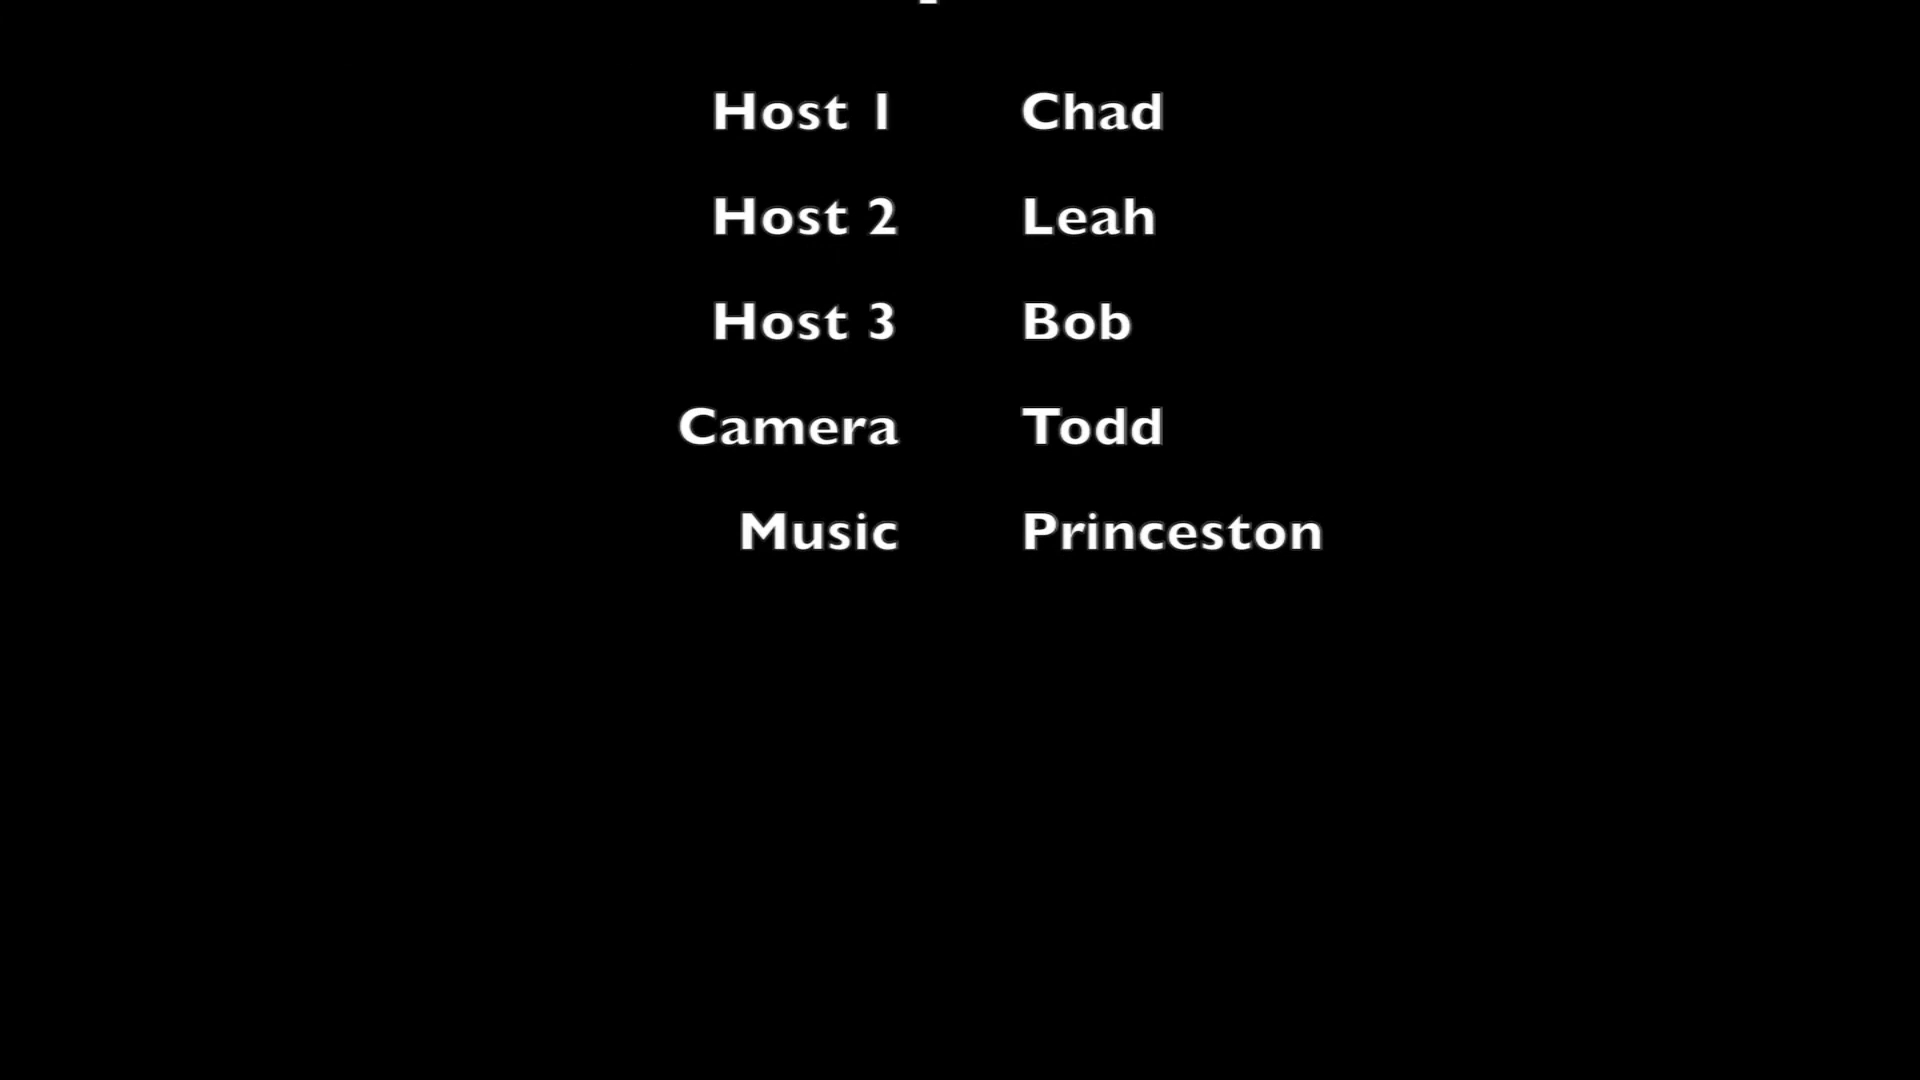 Host 1 Chad
Host 2 Leah
Host 3 Bob
Camera Todd
Music Princeston